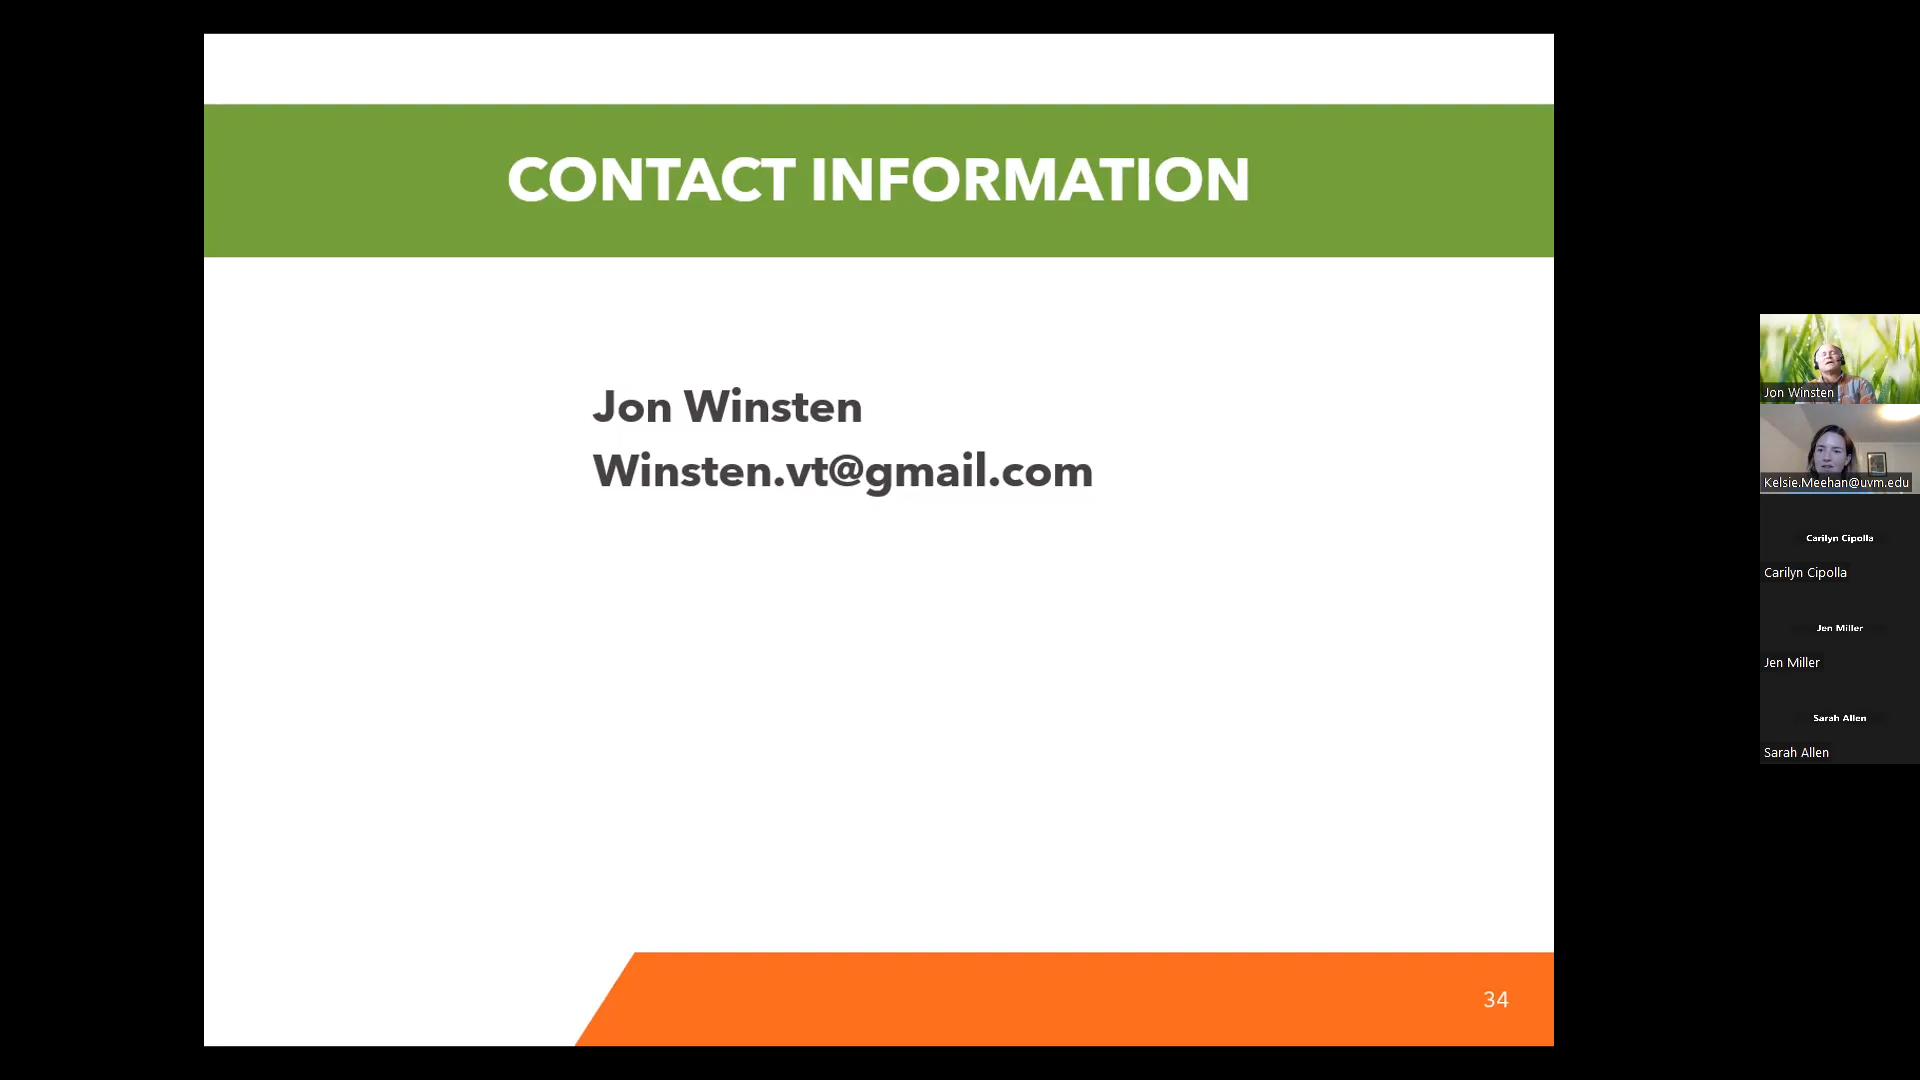 CONTACT INFORMATION
Jon Winsten
Winsten.vt@gmail.com
34
Jon Winsten
Kelsie.Meehan@uvm.edu
Carilyn Cipolla
Carilyn Cipolla
Jen Miller
Jen Miller
Sarah Allen
Sarah Allen